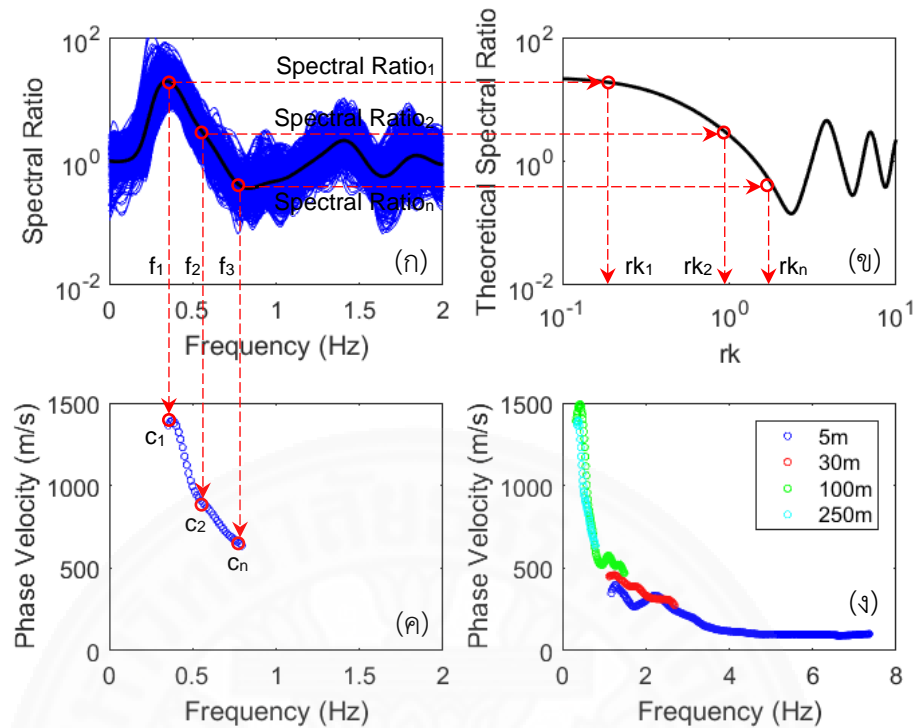 Spectral Ratio
10²
10⁰
10⁻²
Spectral Ratio₁
Spectral Ratio₂
Spectral Ratioₙ
f₁ f₂ f₃
(ก)
0 0.5 1 1.5 2
Frequency (Hz)
Theoretical Spectral Ratio
10²
10⁰
10⁻²
rk₁ rk₂ rkₙ
(ข)
10⁻¹ 10⁰ 10¹
rk
Phase Velocity (m/s)
1500
1000
500
0
c₁
c₂
cₙ
(ค)
0 0.5 1 1.5 2
Frequency (Hz)
Phase Velocity (m/s)
1500
1000
500
0
5m
30m
100m
250m
(ง)
0 2 4 6 8
Frequency (Hz)